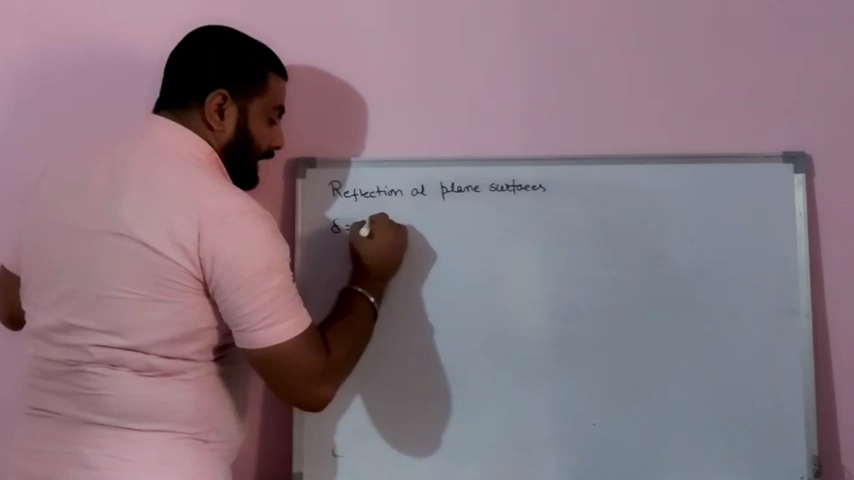 Reflection at plane surfaces
δ =